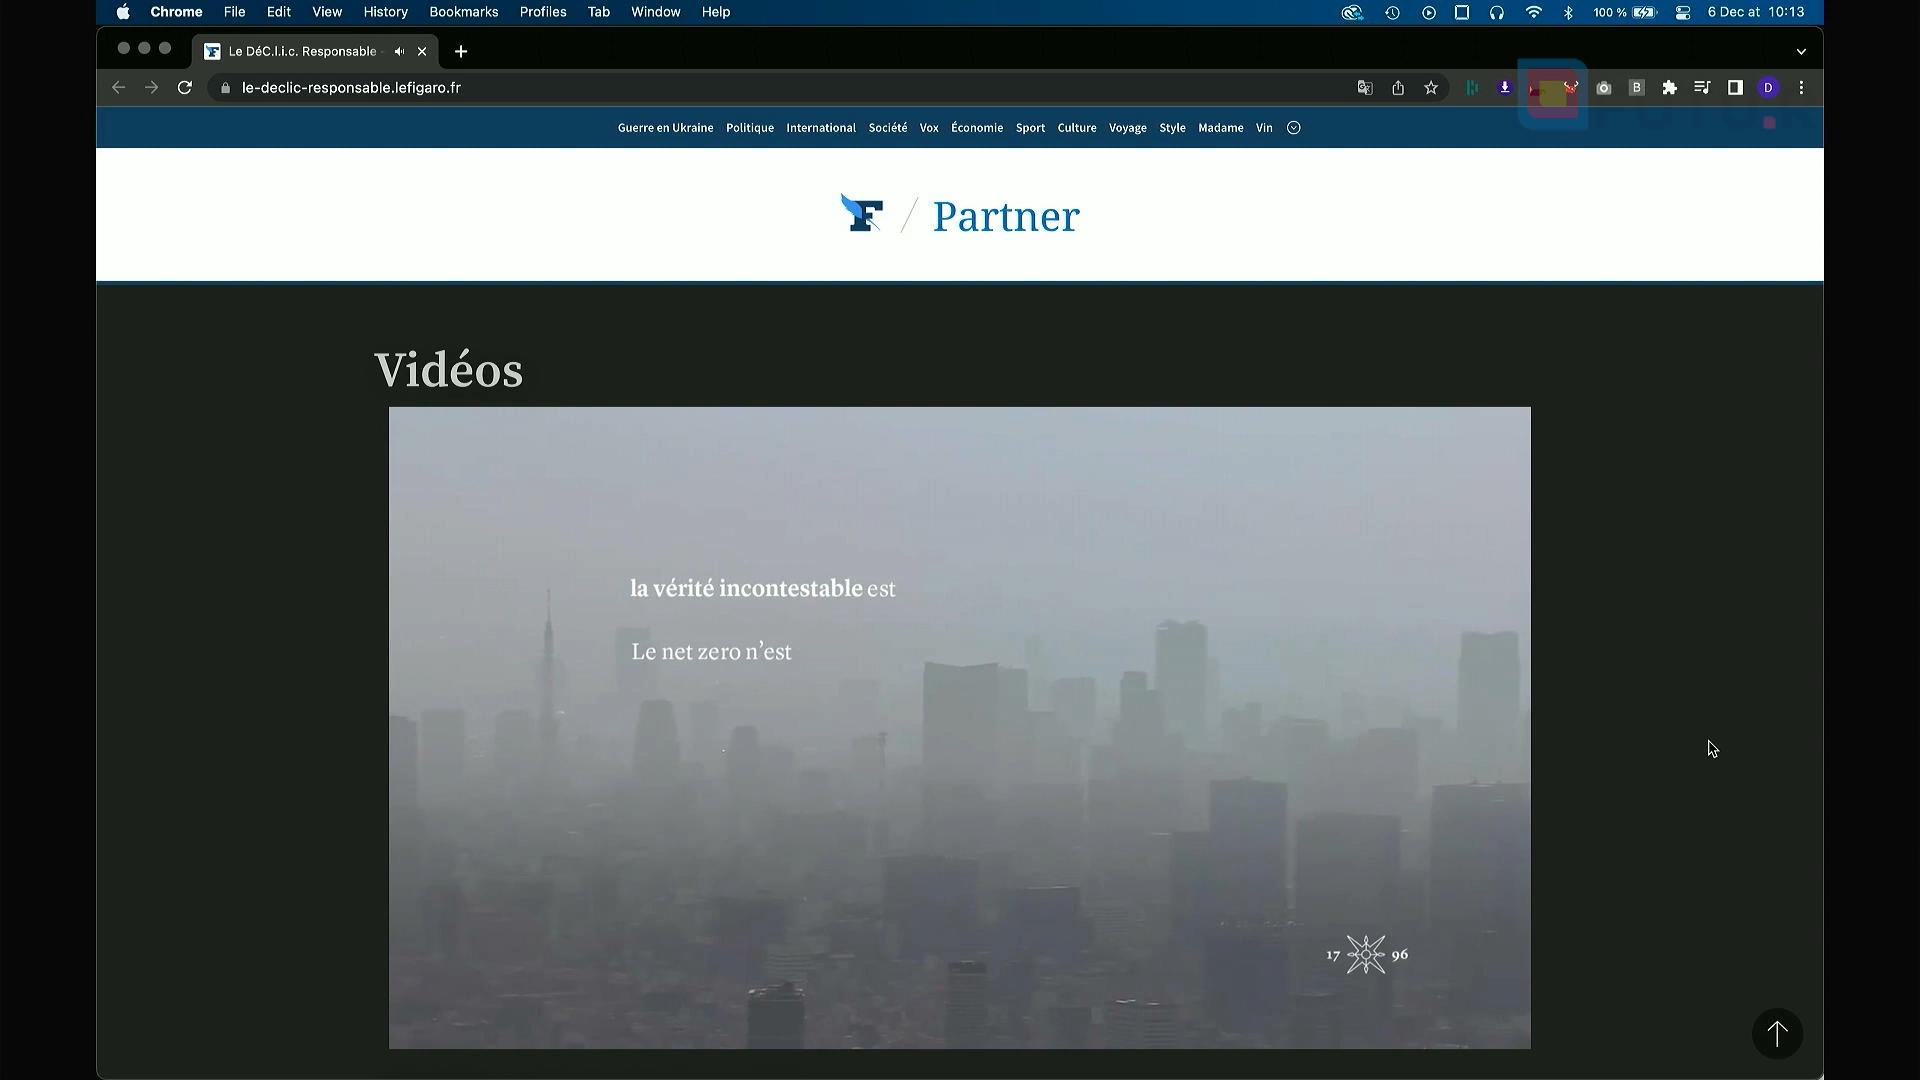 Chrome File Edit View History Bookmarks Profiles Tab Window Help 100 % 6 Dec at 10:13
Le DéC.l.i.c. Responsable
le-declic-responsable.lefigaro.fr B D
Guerre en Ukraine Politique International Société Vox Économie Sport Culture Voyage Style Madame Vin
F / Partner
Vidéos
la vérité incontestable est
Le net zero n’est
17 96